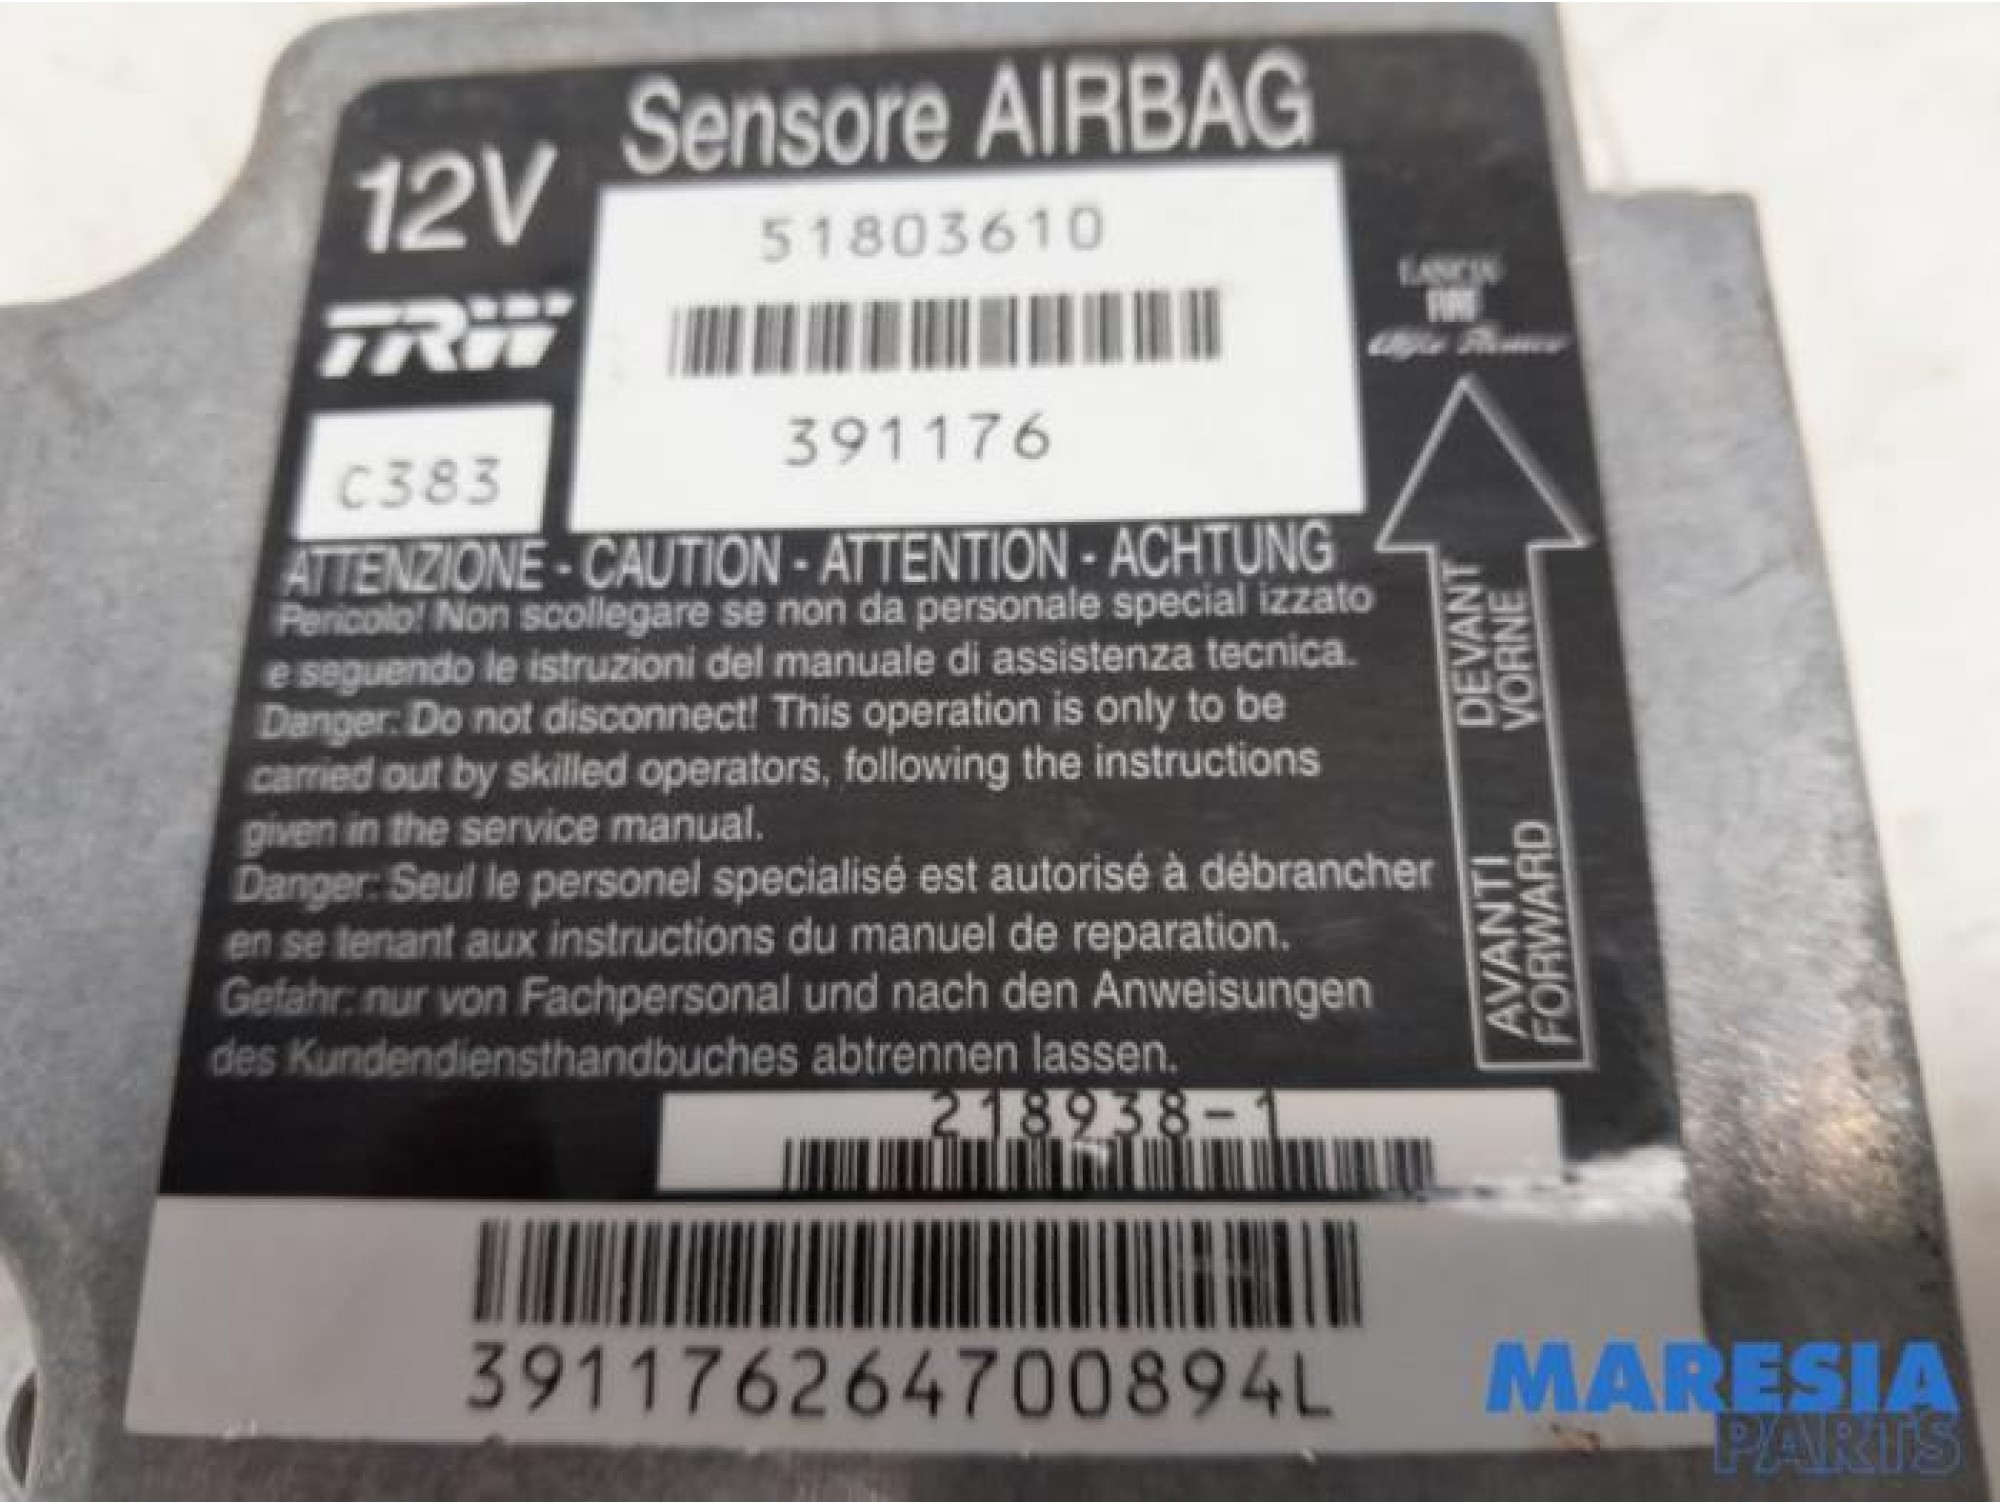 Sensore AIRBAG
12V
51803610
TRW
391176
C383
LANCIA
FIAT
Alfa Romeo
ATTENZIONE - CAUTION - ATTENTION - ACHTUNG
Pericolo! Non scollegare se non da personale special izzato
e seguendo le istruzioni del manuale di assistenza tecnica.
Danger: Do not disconnect! This operation is only to be
carried out by skilled operators, following the instructions
given in the service manual.
Danger: Seul le personel specialisé est autorisé à débrancher
en se tenant aux instructions du manuel de reparation.
Gefahr: nur von Fachpersonal und nach den Anweisungen
des Kundendiensthandbuches abtrennen lassen.
DEVANT
VORNE
AVANTI
FORWARD
218938-1
391176264700894L
MARESIA
PARTS